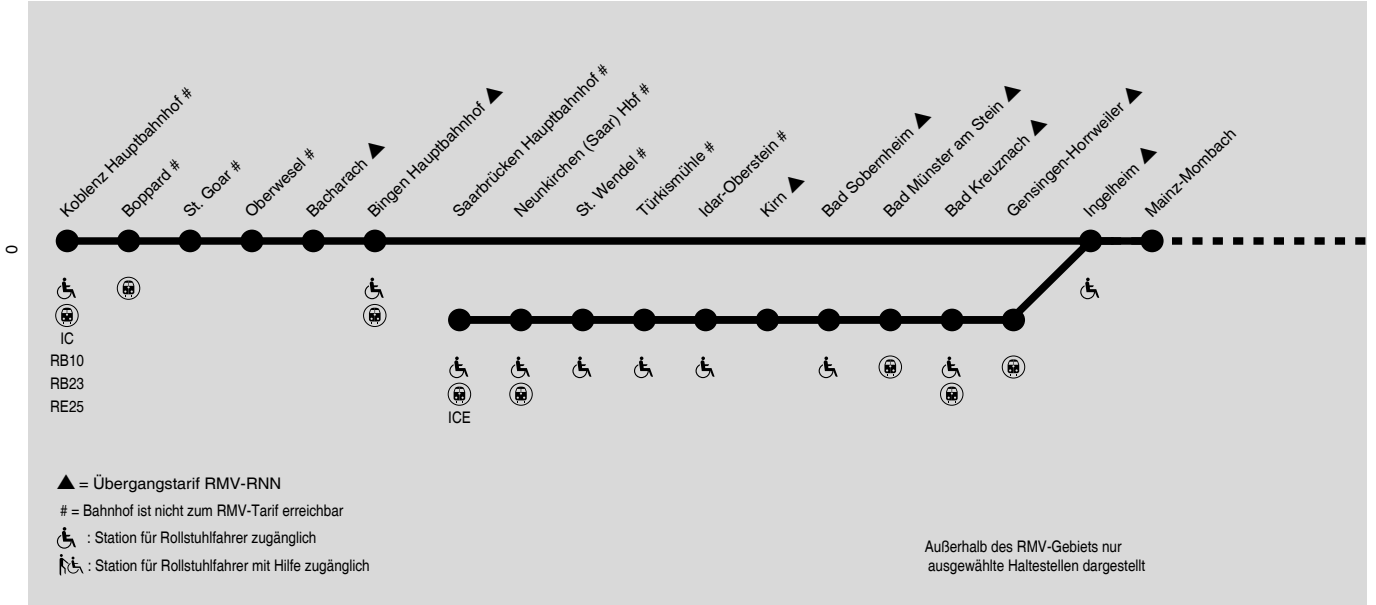 Koblenz Hauptbahnhof #
Boppard #
St. Goar #
Oberwesel #
Bacharach ▲
Bingen Hauptbahnhof ▲
Saarbrücken Hauptbahnhof #
Neunkirchen (Saar) Hbf #
St. Wendel #
Türkismühle #
Idar-Oberstein #
Kirn ▲
Bad Sobernheim ▲
Bad Münster am Stein ▲
Bad Kreuznach ▲
Gensingen-Horrweiler ▲
Ingelheim ▲
Mainz-Mombach
0
IC
RB10
RB23
RE25
ICE
▲ = Übergangstarif RMV-RNN
# = Bahnhof ist nicht zum RMV-Tarif erreichbar
: Station für Rollstuhlfahrer zugänglich
: Station für Rollstuhlfahrer mit Hilfe zugänglich
Außerhalb des RMV-Gebiets nur
ausgewählte Haltestellen dargestellt